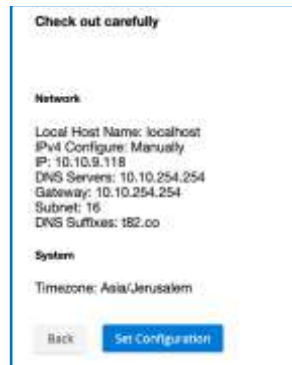 Check out carefully
Network
Local Host Name: localhost
IPv4 Configure: Manually
IP: 10.10.9.118
DNS Servers: 10.10.254.254
Gateway: 10.10.254.254
Subnet: 16
DNS Suffixes: t82.co
System
Timezone: Asia/Jerusalem
Back
Set Configuration